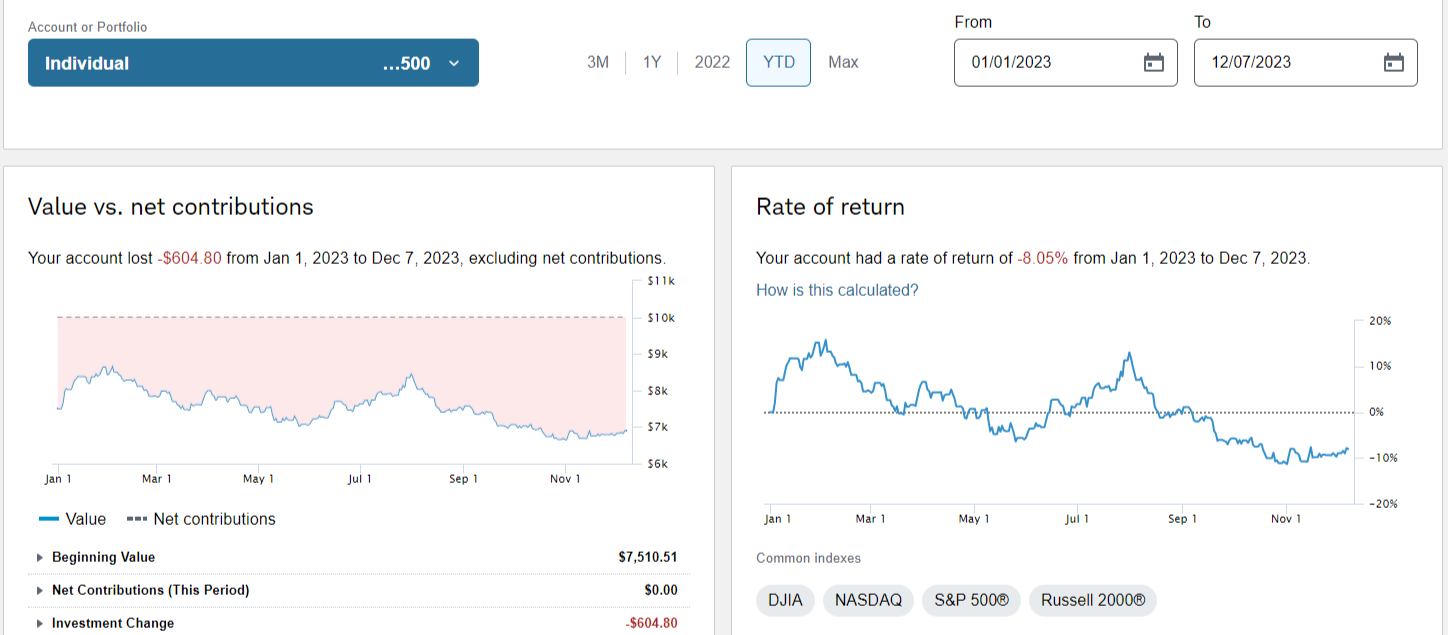 Account or Portfolio
Individual ...500
3M 1Y 2022 YTD Max
From
01/01/2023
To
12/07/2023
Value vs. net contributions
Your account lost -$604.80 from Jan 1, 2023 to Dec 7, 2023, excluding net contributions.
$11k
$10k
$9k
$8k
$7k
$6k
Jan 1 Mar 1 May 1 Jul 1 Sep 1 Nov 1
Value Net contributions
Beginning Value $7,510.51
Net Contributions (This Period) $0.00
Investment Change -$604.80
Rate of return
Your account had a rate of return of -8.05% from Jan 1, 2023 to Dec 7, 2023.
How is this calculated?
20%
10%
0%
-10%
-20%
Jan 1 Mar 1 May 1 Jul 1 Sep 1 Nov 1
Common indexes
DJIA NASDAQ S&P 500® Russell 2000®